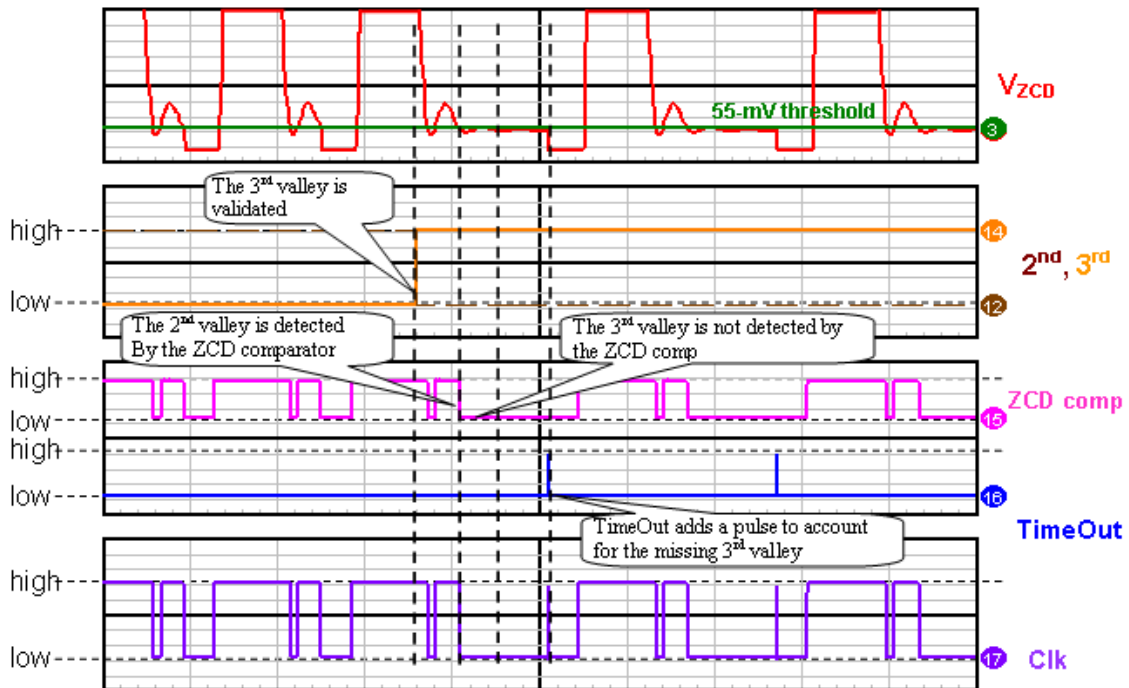 V_ZCD
55-mV threshold
3
The 3rd valley is
validated
high
14
2nd, 3rd
low
12
The 2nd valley is detected
By the ZCD comparator
The 3rd valley is not detected by
the ZCD comp
high
ZCD comp
low
15
high
low
16
TimeOut adds a pulse to account
for the missing 3rd valley
TimeOut
high
low
17
Clk